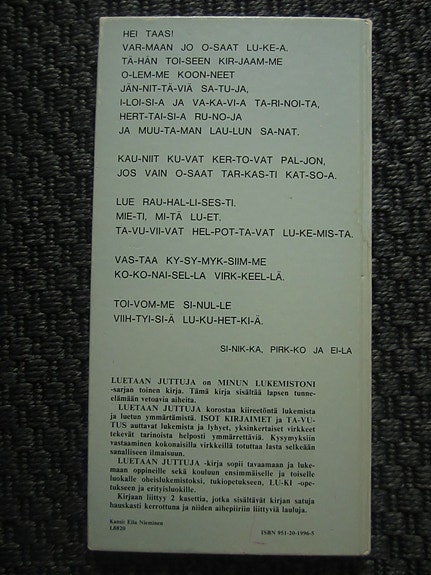 HEI TAAS!
VAR-MAAN JO O-SAAT LU-KE-A.
TÄ-HÄN TOI-SEEN KIR-JAAM-ME
O-LEM-ME KOON-NEET
JÄN-NIT-TÄ-VIÄ SA-TU-JA,
I-LOI-SI-A JA VA-KA-VI-A TA-RI-NOI-TA,
HERT-TAI-SI-A RU-NO-JA
JA MUU-TA-MAN LAU-LUN SA-NAT.
KAU-NIIT KU-VAT KER-TO-VAT PAL-JON,
JOS VAIN O-SAAT TAR-KAS-TI KAT-SO-A.
LUE RAU-HAL-LI-SES-TI.
MIE-TI, MI-TÄ LU-ET.
TA-VU-VII-VAT HEL-POT-TA-VAT LU-KE-MIS-TA.
VAS-TAA KY-SY-MYK-SIIM-ME
KO-KO-NAI-SEL-LA VIRK-KEEL-LÄ.
TOI-VOM-ME SI-NUL-LE
VIIH-TYI-SI-Ä LU-KU-HET-KI-Ä.
SI-NIK-KA, PIRK-KO JA EI-LA
LUETAAN JUTTUJA on MINUN LUKEMISTONI
-sarjan toinen kirja. Tämä kirja sisältää lapsen tunne-
elämään vetoavia aiheita.
LUETAAN JUTTUJA korostaa kiireetöntä lukemista
ja luetun ymmärtämistä. ISOT KIRJAIMET ja TA-VU-
TUS auttavat lukemista ja lyhyet, yksinkertaiset virkkeet
tekevät tarinoista helposti ymmärrettäviä. Kysymyksiin
vastaaminen kokonaisilla virkkeillä totuttaa lasta selkeään
sanalliseen ilmaisuun.
LUETAAN JUTTUJA -kirja sopii tavaamaan ja luke-
maan oppineille sekä kouluun ensimmäiselle ja toiselle
luokalle oheislukemistoksi, tukiopetukseen, LU-KI -ope-
tukseen ja erityisluokille.
Kirjaan liittyy 2 kasettia, jotka sisältävät kirjan satuja
hauskasti kerrottuna ja niiden aihepiiriin liittyviä lauluja.
Kansi: Eila Nieminen
L8820
ISBN 951-20-1996-5